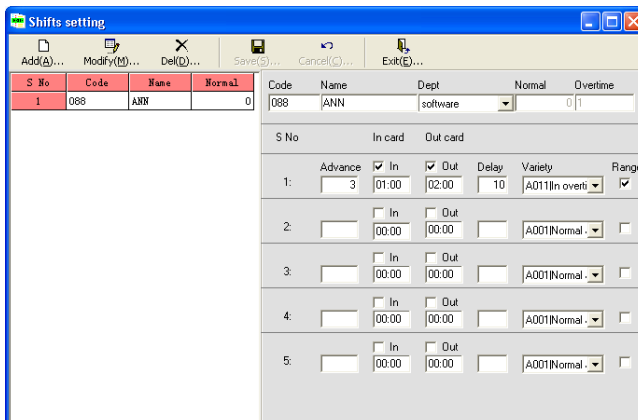 Shifts setting
Add(A)... Modify(M)... Del(D)... Save(S)... Cancel(C)... Exit(E)...
S No Code Name Normal
1 088 ANN 0
Code Name Dept Normal Overtime
088 ANN software 0 1
S No In card Out card
Advance In Out Delay Variety Rang
1: 3 01:00 02:00 10 A011|In overti
In Out
2: 00:00 00:00 A001|Normal
In Out
3: 00:00 00:00 A001|Normal
In Out
4: 00:00 00:00 A001|Normal
In Out
5: 00:00 00:00 A001|Normal